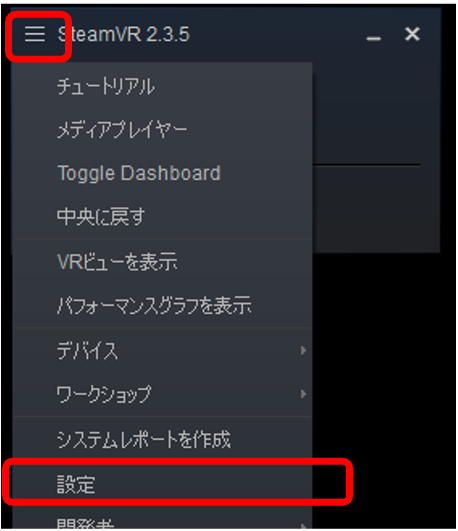 SteamVR 2.3.5
チュートリアル
メディアプレイヤー
Toggle Dashboard
中央に戻す
VRビューを表示
パフォーマンスグラフを表示
デバイス
ワークショップ
システムレポートを作成
設定
開発者